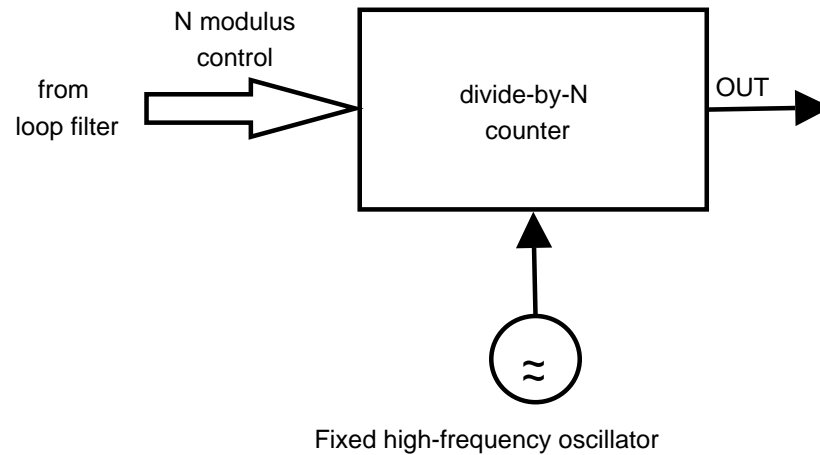 N modulus
control
from
loop filter
divide-by-N
counter
OUT
≈
Fixed high-frequency oscillator